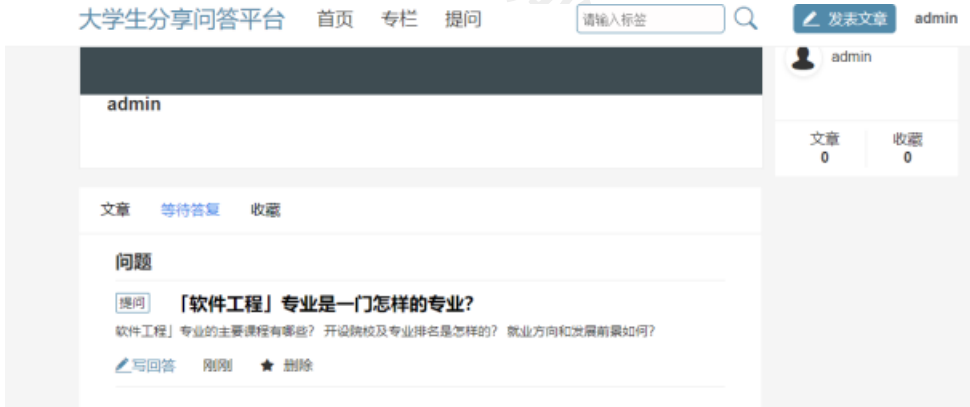 大学生分享问答平台 首页 专栏 提问 请输入标签 发表文章 admin
admin
admin
文章 收藏
0 0
文章 等待答复 收藏
问题
提问 「软件工程」专业是一门怎样的专业?
软件工程」专业的主要课程有哪些? 开设院校及专业排名是怎样的? 就业方向和发展前景如何?
写回答 刚刚 删除